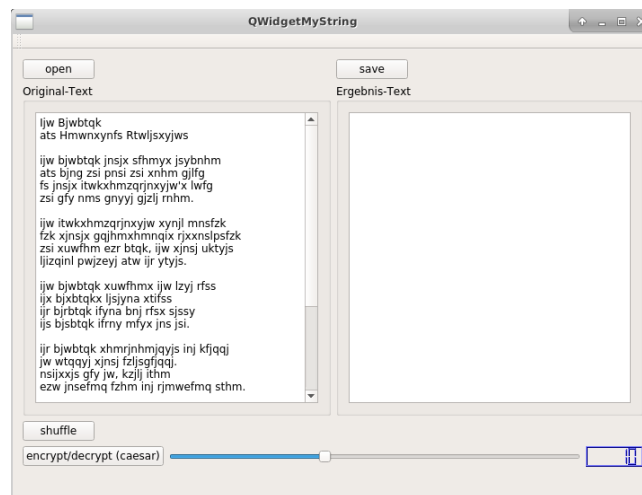 QWidgetMyString
open
save
Original-Text
Ergebnis-Text
Ijw Bjwbtqk
ats Hmwnxynfs Rtwljsxyjws
ijw bjwbtqk jnsjx sfhmyx jsybnhm
ats bjng zsi pnsi zsi xnhm gjlfg
fs jnsjx itwkxhmzqrjnxyjw'x lwfg
zsi gfy nms gnyyj gjzlj rnhm.
ijw itwkxhmzqrjnxyjw xynjl mnsfzk
fzk xjnsjx gqjhmxhmnqix rjxxnslpsfzk
zsi xuwfhm ezr btqk, ijw xjnsj uktyjs
ljizqinl pwjzeyj atw ijr ytyjs.
ijw bjwbtqk xuwfhmx ijw lzyj rfss
ijx bjxbtqkx ljsjyna xtifss
ijr bjrbtqk ifyna bnj rfsx sjssy
ijs bjsbtqk ifrny mfyx jns jsi.
ijr bjwbtqk xhmrjnhmjqyjs inj kfjqqj
jw wtqqyj xjnsj fzljsgfjqqj.
nsijxxjs gfy jw, kzjlj ithm
ezw jnsefmq fzhm inj rjmwefmq sthm.
shuffle
encrypt/decrypt (caesar)
10